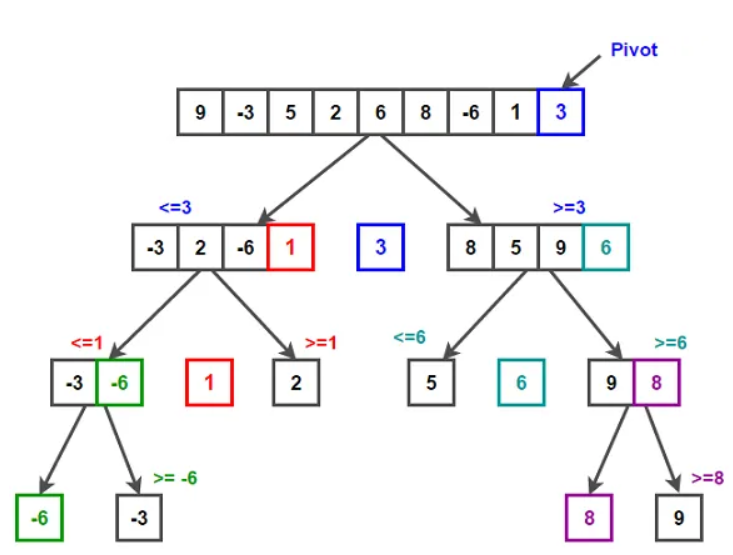 Pivot
9 -3 5 2 6 8 -6 1 3
<=3 >=3
-3 2 -6 1 3 8 5 9 6
<=1 >=1 <=6 >=6
-3 -6 1 2 5 6 9 8
>= -6 >=8
-6 -3 8 9